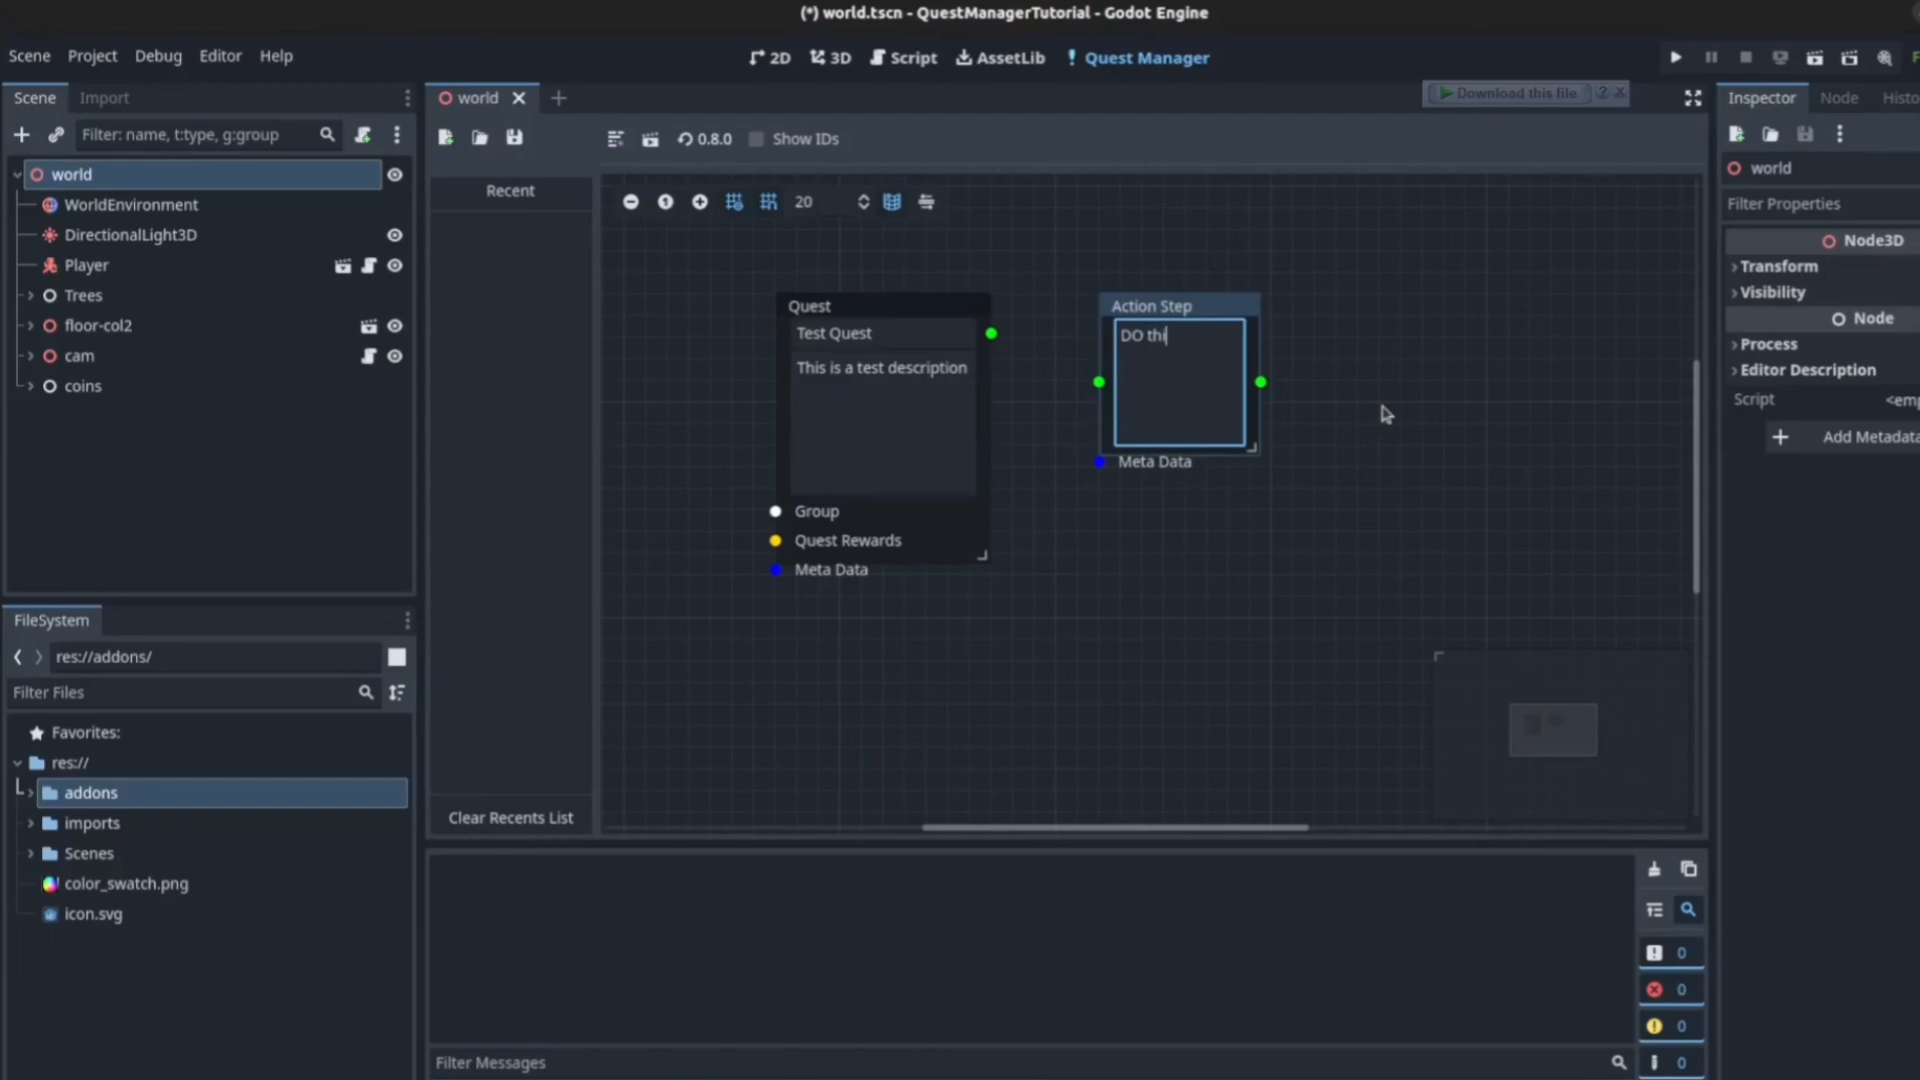 (*) world.tscn - QuestManagerTutorial - Godot Engine
Scene Project Debug Editor Help
2D 3D Script AssetLib Quest Manager
Scene Import
world
Download this file ? X
Inspector Node Histo
Filter: name, t:type, g:group
0.8.0 Show IDs
world
WorldEnvironment
DirectionalLight3D
Player
Trees
floor-col2
cam
coins
Recent
Clear Recents List
20
Quest
Test Quest
This is a test description
Group
Quest Rewards
Meta Data
Action Step
DO thi
Meta Data
world
Filter Properties
Node3D
Transform
Visibility
Node
Process
Editor Description
Script <emp
Add Metadata
FileSystem
res://addons/
Filter Files
Favorites:
res://
addons
imports
Scenes
color_swatch.png
icon.svg
0
0
0
Filter Messages
0